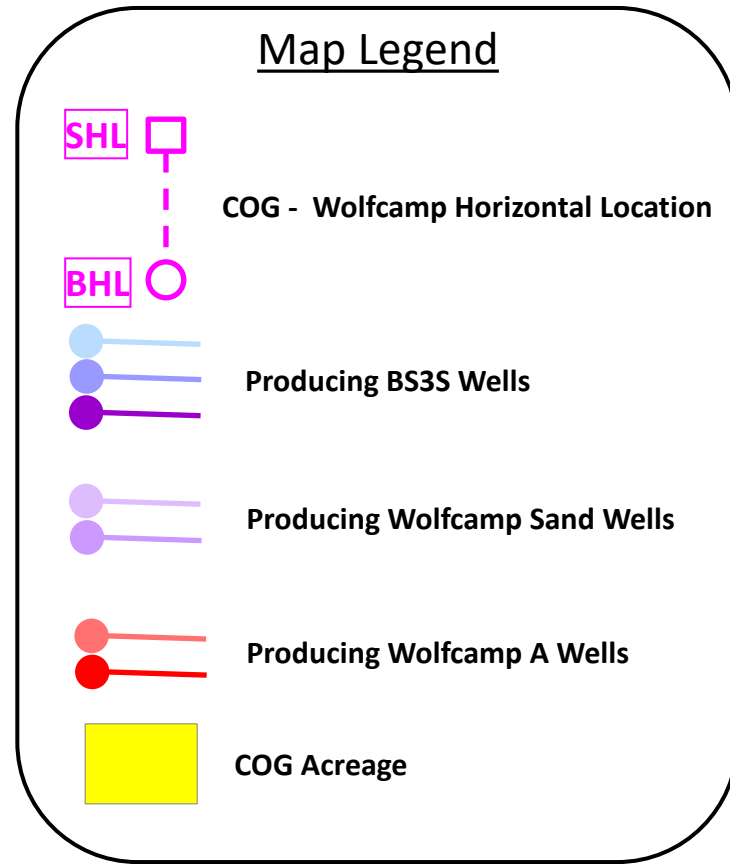 Map Legend
SHL
COG - Wolfcamp Horizontal Location
BHL
Producing BS3S Wells
Producing Wolfcamp Sand Wells
Producing Wolfcamp A Wells
COG Acreage